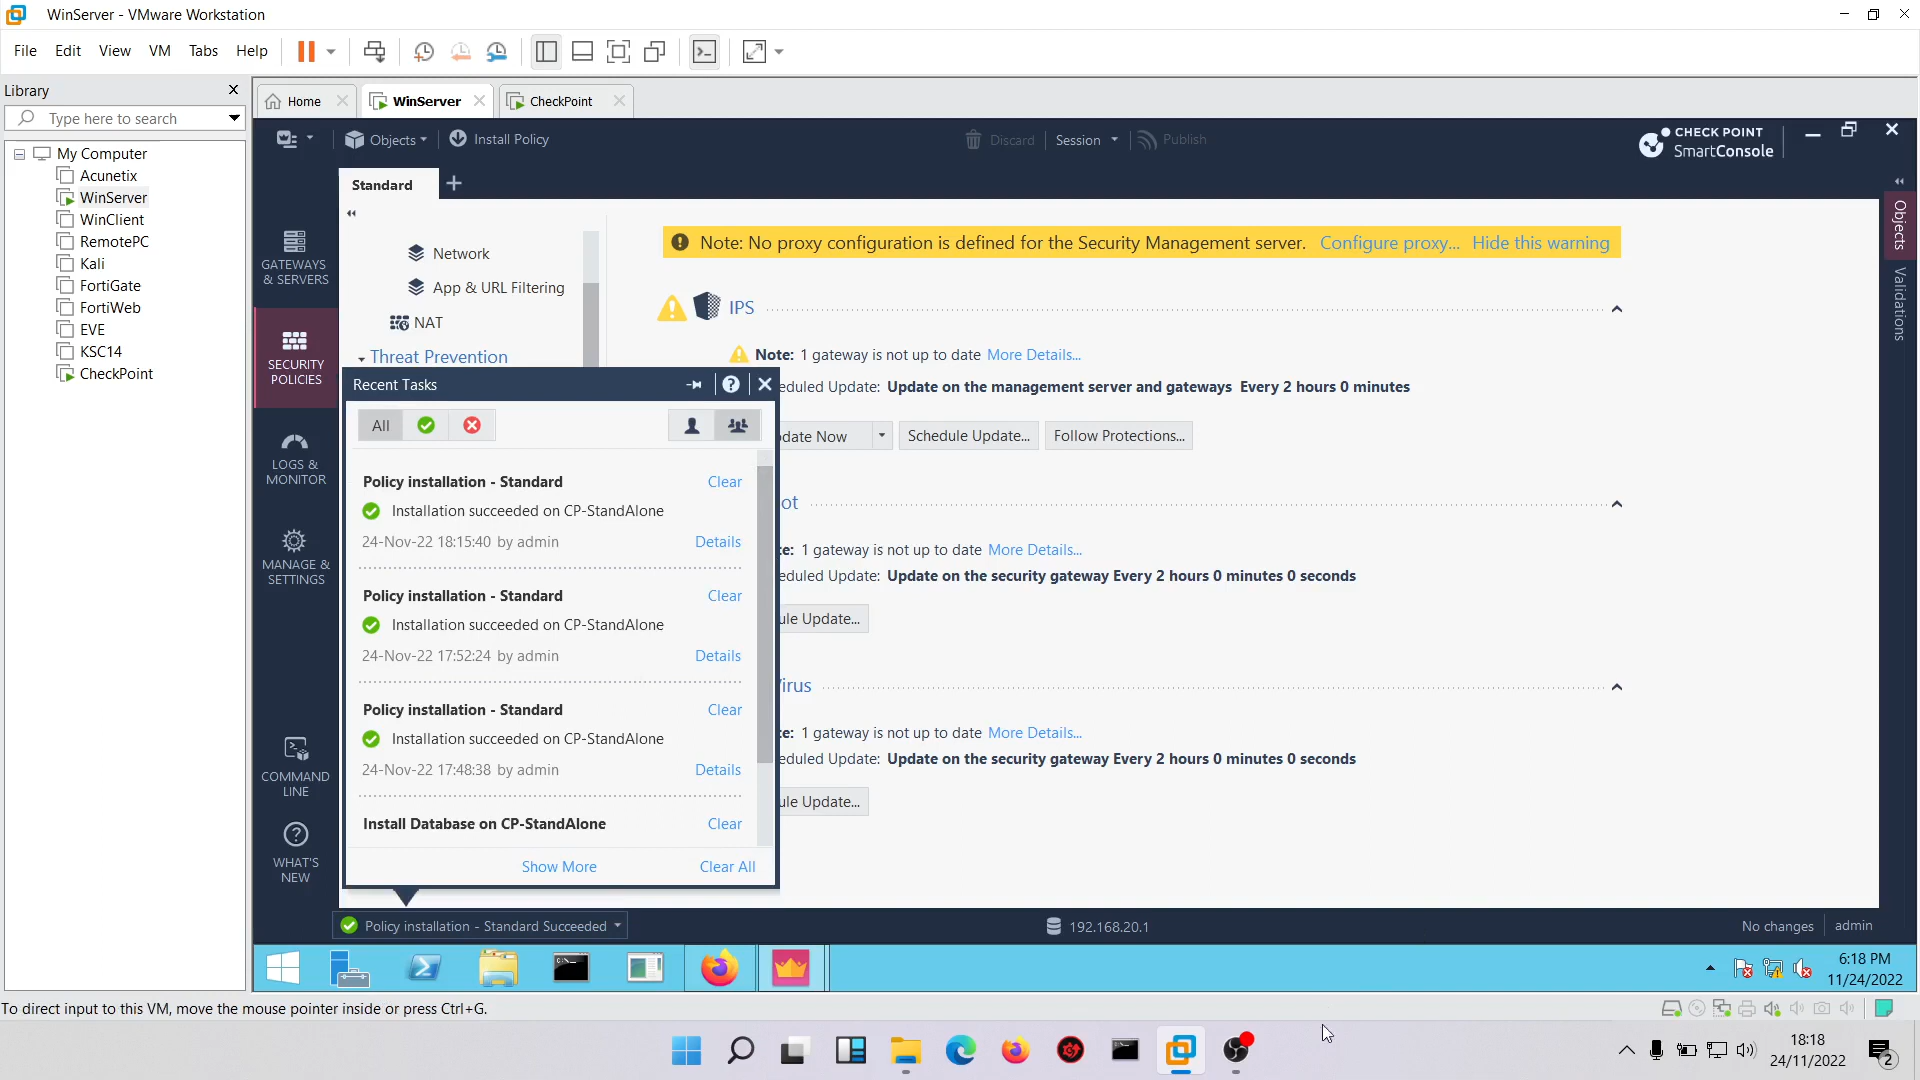 WinServer - VMware Workstation
File Edit View VM Tabs Help
Library
Type here to search
My Computer
Acunetix
WinServer
WinClient
RemotePC
Kali
FortiGate
FortiWeb
EVE
KSC14
CheckPoint
Home
WinServer
CheckPoint
Objects
Install Policy
Discard
Session
Publish
CHECK POINT
SmartConsole
Standard
GATEWAYS
& SERVERS
SECURITY
POLICIES
LOGS &
MONITOR
MANAGE &
SETTINGS
COMMAND
LINE
WHAT'S
NEW
Network
App & URL Filtering
NAT
Threat Prevention
Note: No proxy configuration is defined for the Security Management server. Configure proxy... Hide this warning
IPS
Note: 1 gateway is not up to date More Details...
eduled Update: Update on the management server and gateways Every 2 hours 0 minutes
date Now
Schedule Update...
Follow Protections...
ot
te: 1 gateway is not up to date More Details...
eduled Update: Update on the security gateway Every 2 hours 0 minutes 0 seconds
ule Update...
irus
te: 1 gateway is not up to date More Details...
eduled Update: Update on the security gateway Every 2 hours 0 minutes 0 seconds
ule Update...
Recent Tasks
All
Policy installation - Standard Clear
Installation succeeded on CP-StandAlone
24-Nov-22 18:15:40 by admin Details
Policy installation - Standard Clear
Installation succeeded on CP-StandAlone
24-Nov-22 17:52:24 by admin Details
Policy installation - Standard Clear
Installation succeeded on CP-StandAlone
24-Nov-22 17:48:38 by admin Details
Install Database on CP-StandAlone Clear
Show More Clear All
Objects
Validations
Policy installation - Standard Succeeded
192.168.20.1
No changes
admin
6:18 PM
11/24/2022
To direct input to this VM, move the mouse pointer inside or press Ctrl+G.
18:18
24/11/2022
2